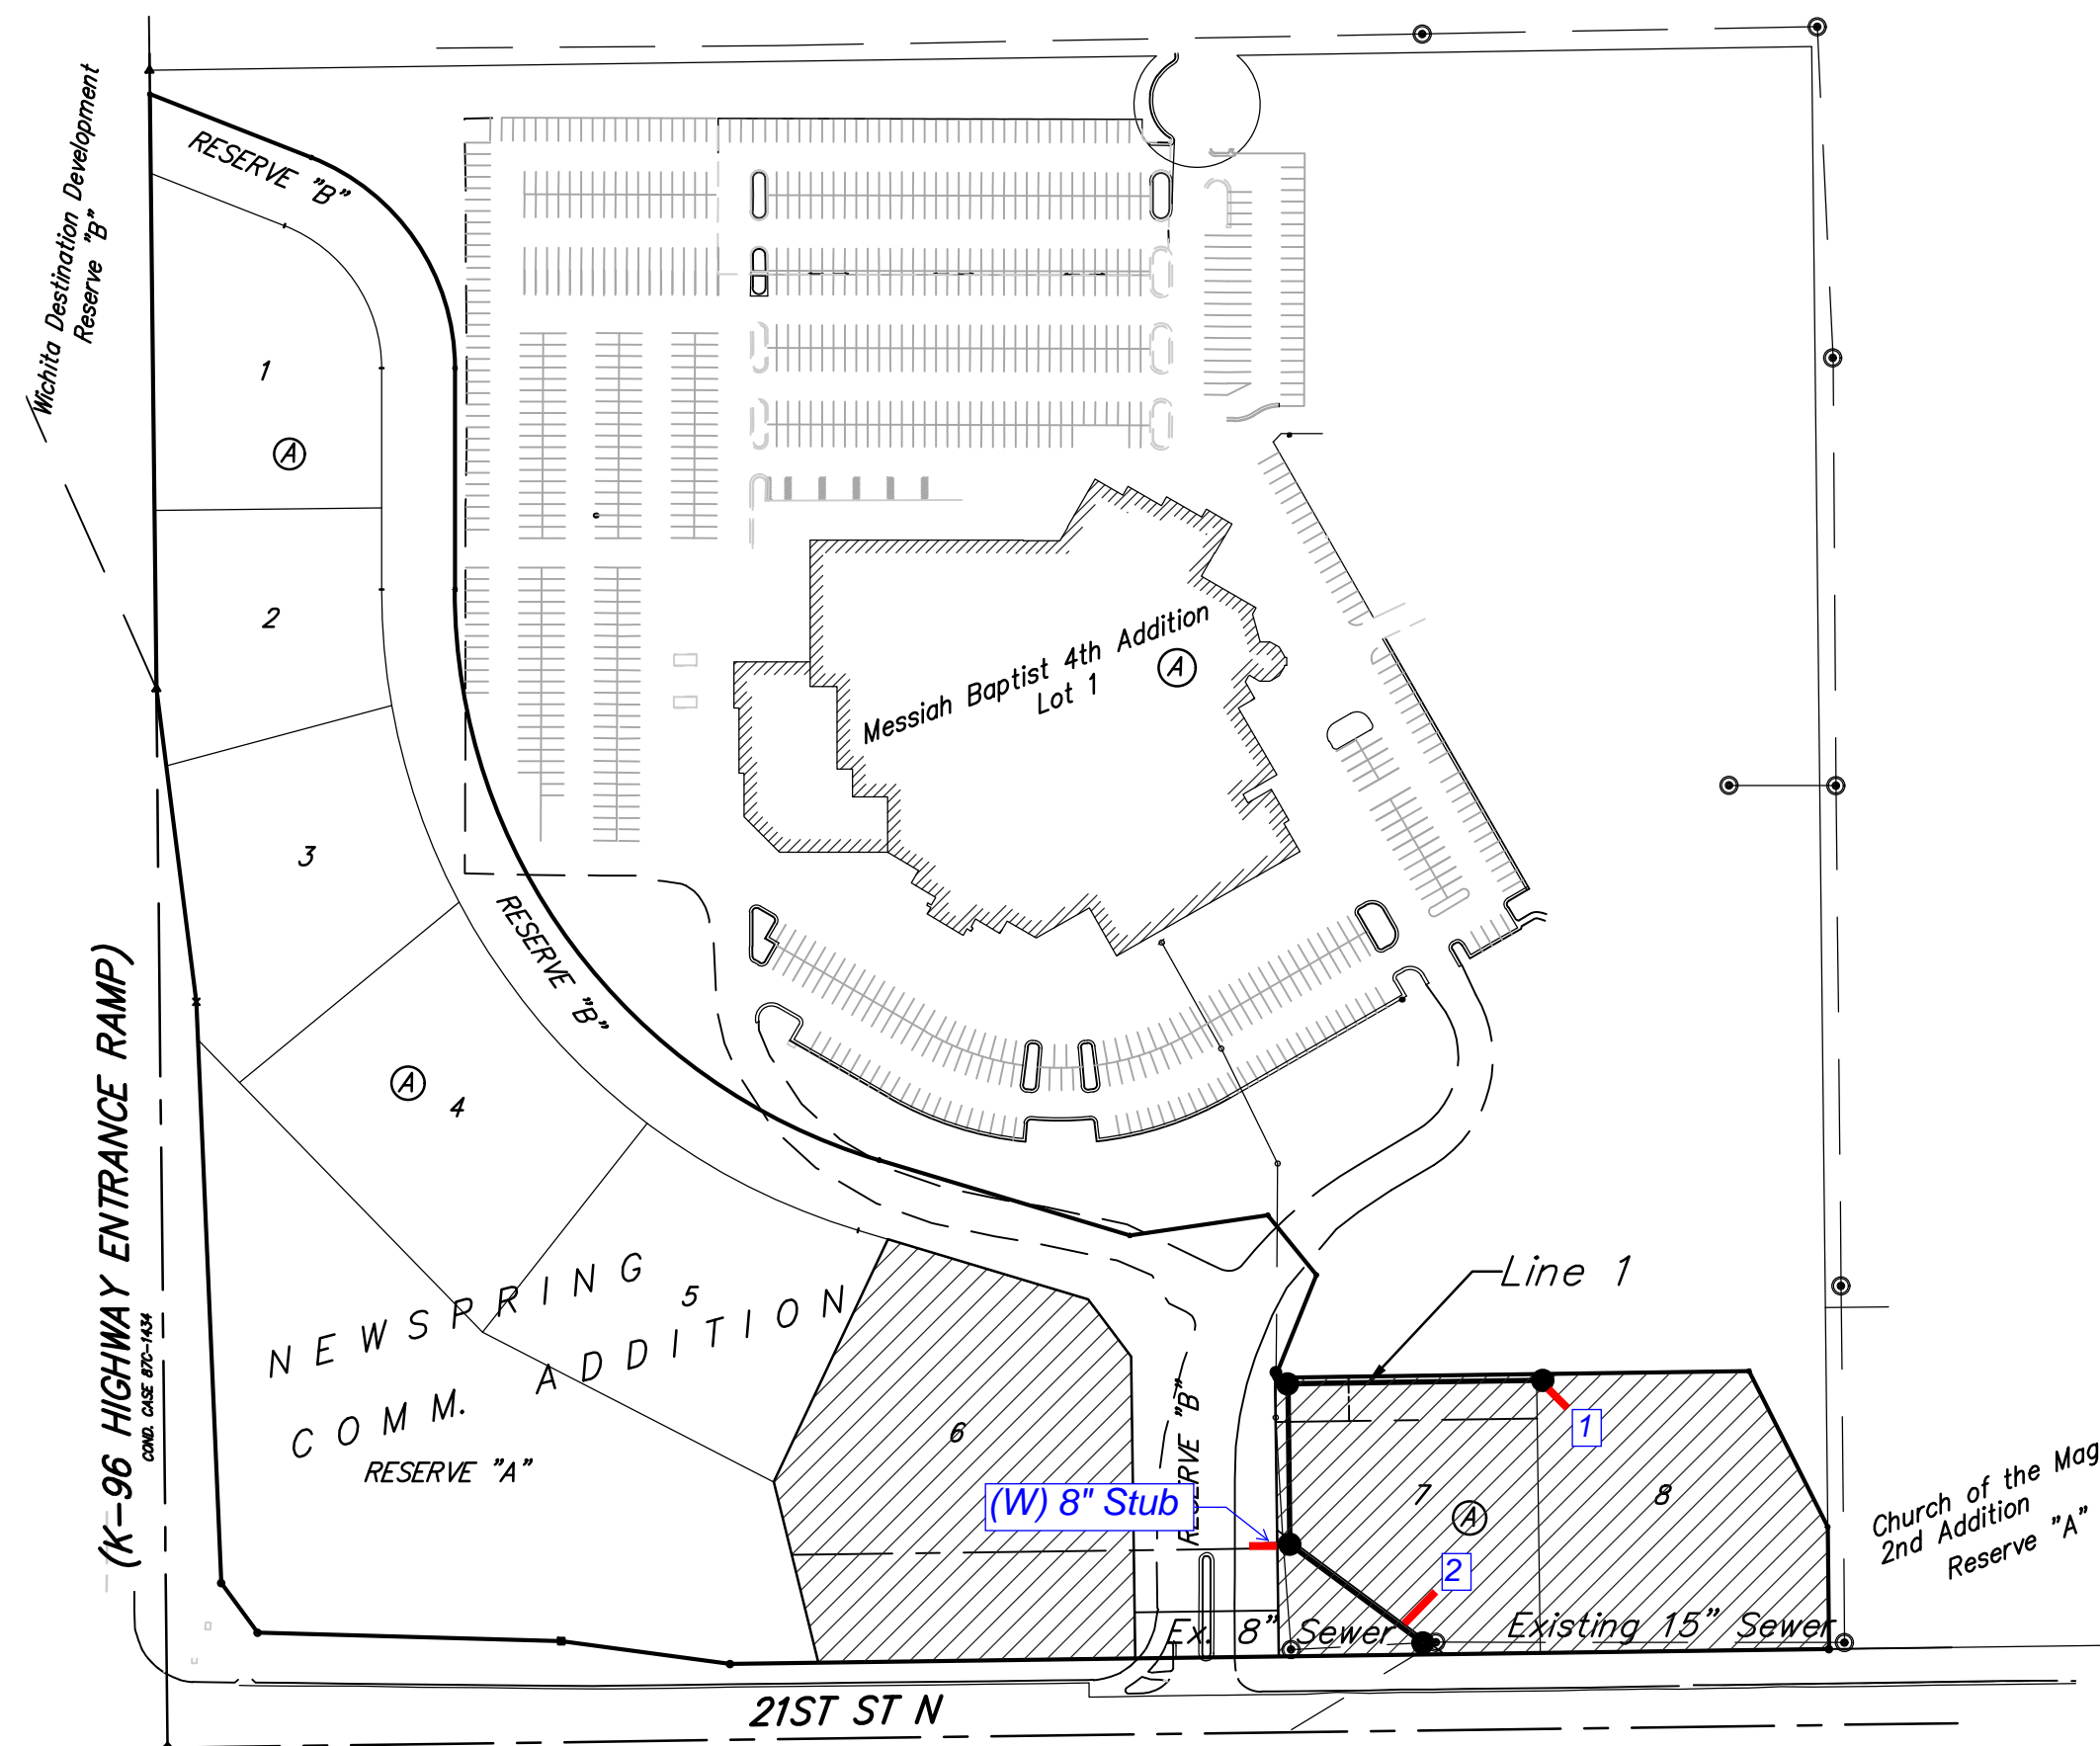 Wichita Destination Development
Reserve "B"
RESERVE "B"
1
A
2
3
A
4
RESERVE "B"
Messiah Baptist 4th Addition
Lot 1
A
(K-96 HIGHWAY ENTRANCE RAMP)
COND. CASE 87C-1434
NEWSPRING
5
COMM. ADDITION
RESERVE "A"
6
RESERVE "B"
Line 1
1
7
A
8
(W) 8" Stub
2
Ex. 8" Sewer
Existing 15" Sewer
Church of the Mag
2nd Addition
Reserve "A"
21ST ST N